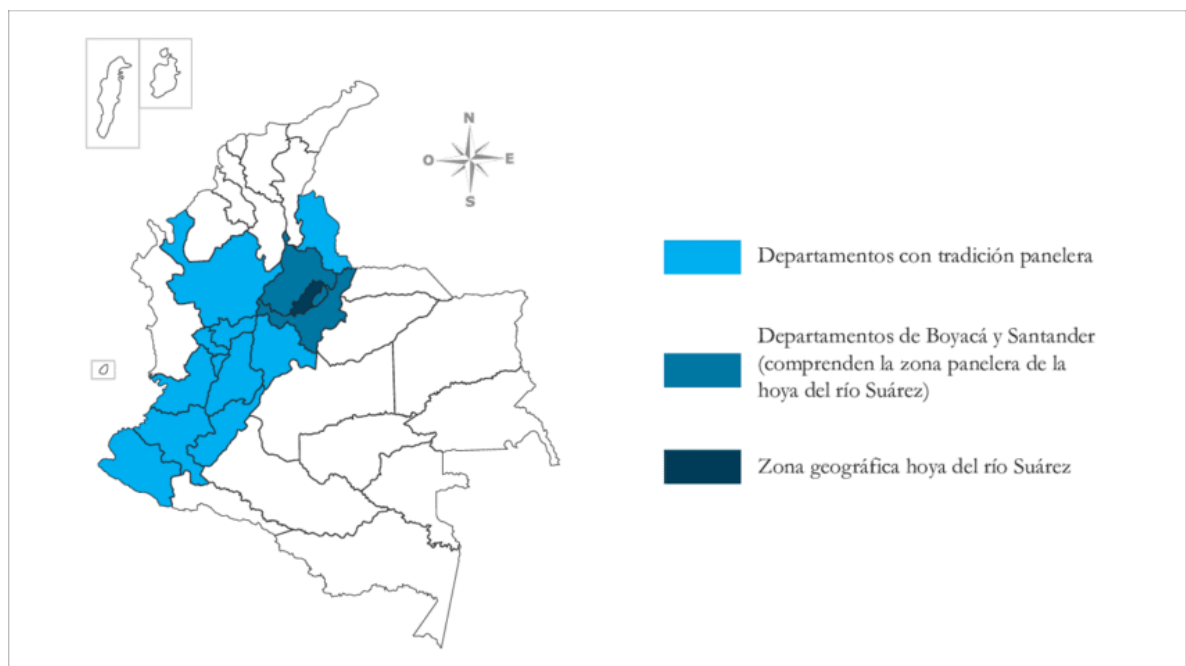 N
O
E
S
Departamentos con tradición panelera
Departamentos de Boyacá y Santander
(comprenden la zona panelera de la
hoya del río Suárez)
Zona geográfica hoya del río Suárez